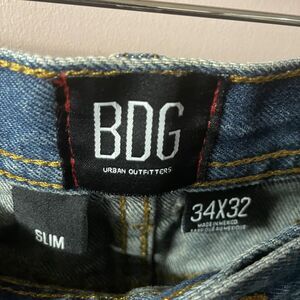 BDG
URBAN OUTFITTERS
SLIM
34X32
MADE IN MEXICO